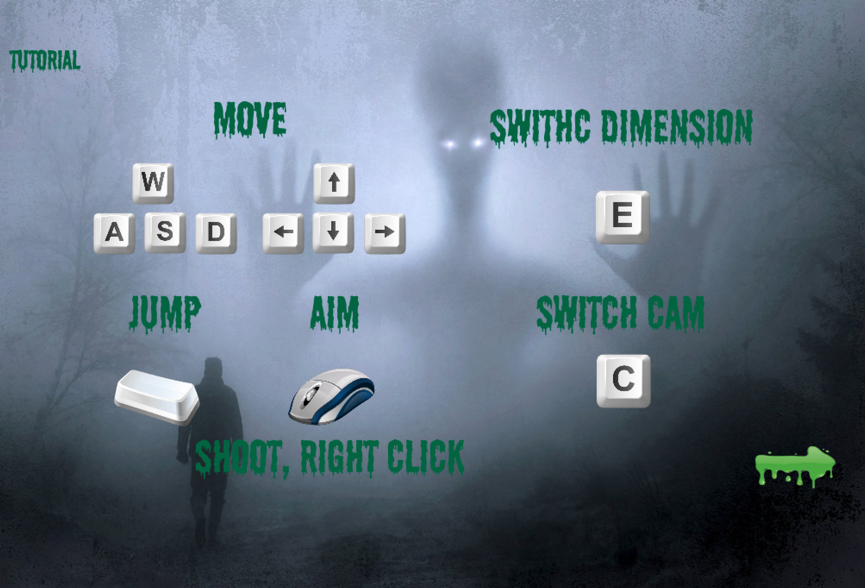 TUTORIAL
MOVE
SWITHC DIMENSION
W
E
A S D
JUMP
AIM
SWITCH CAM
C
SHOOT, RIGHT CLICK